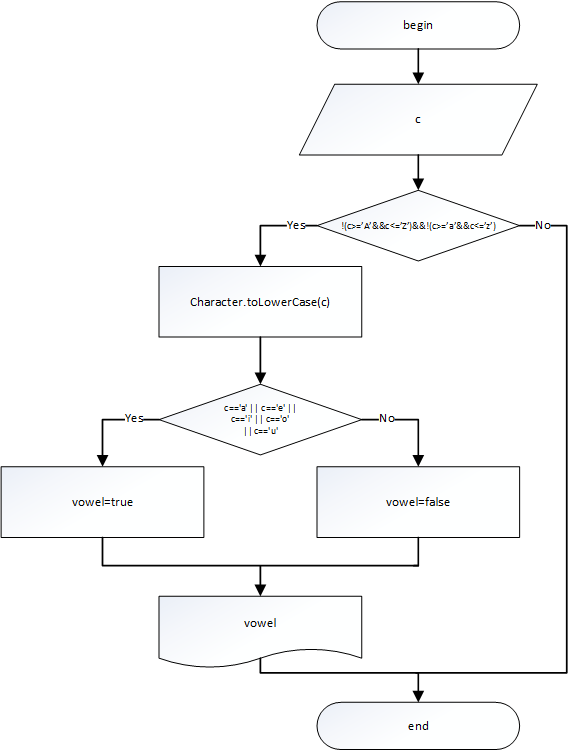 begin
c
!(c>='A'&&c<='Z')&&!(c>='a'&&c<='z')
Yes
No
Character.toLowerCase(c)
c=='a' || c=='e' ||
c=='i' || c=='o'
|| c=='u'
Yes
No
vowel=true
vowel=false
vowel
end